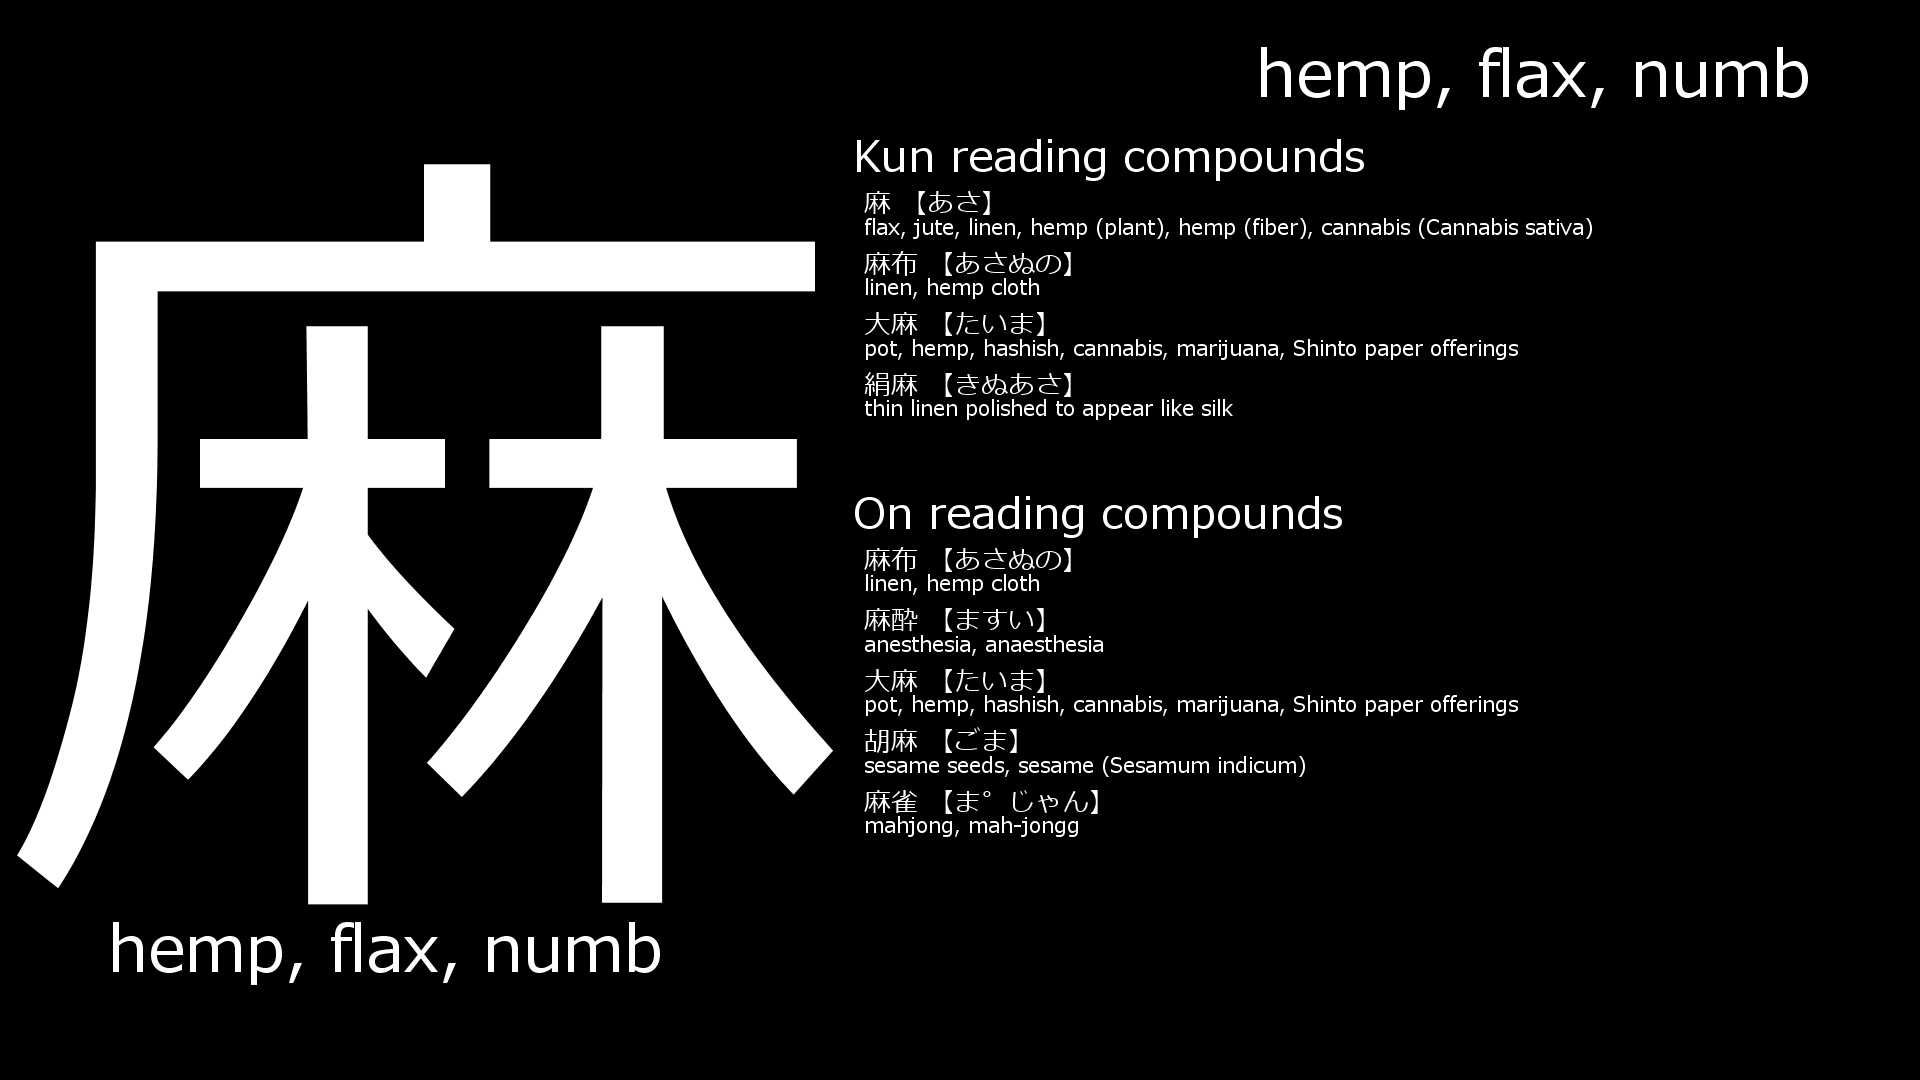 hemp, flax, numb
麻
hemp, flax, numb
Kun reading compounds
麻 【あさ】
flax, jute, linen, hemp (plant), hemp (fiber), cannabis (Cannabis sativa)
麻布 【あさぬの】
linen, hemp cloth
大麻 【たいま】
pot, hemp, hashish, cannabis, marijuana, Shinto paper offerings
絹麻 【きぬあさ】
thin linen polished to appear like silk
On reading compounds
麻布 【あさぬの】
linen, hemp cloth
麻酔 【ますい】
anesthesia, anaesthesia
大麻 【たいま】
pot, hemp, hashish, cannabis, marijuana, Shinto paper offerings
胡麻 【ごま】
sesame seeds, sesame (Sesamum indicum)
麻雀 【ま゜じゃん】
mahjong, mah-jongg